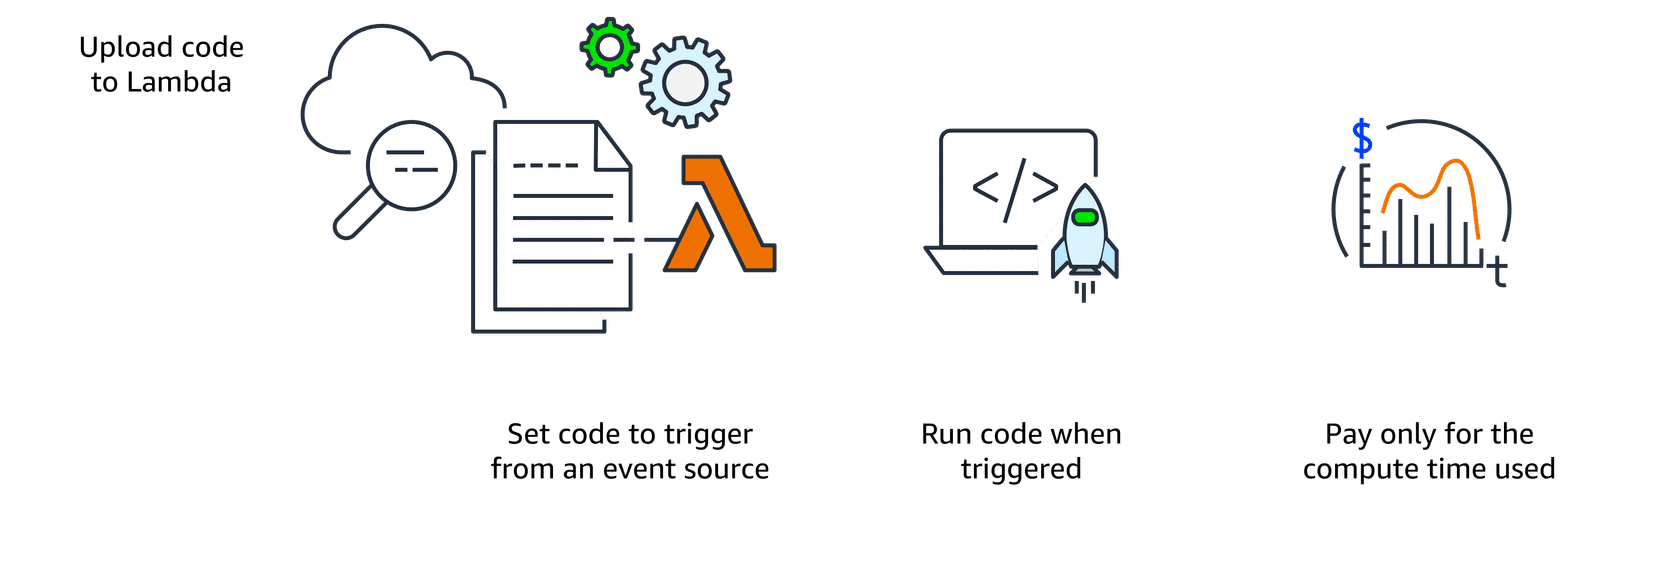 Upload code
to Lambda
$
</>
t
Set code to trigger
from an event source
Run code when
triggered
Pay only for the
compute time used